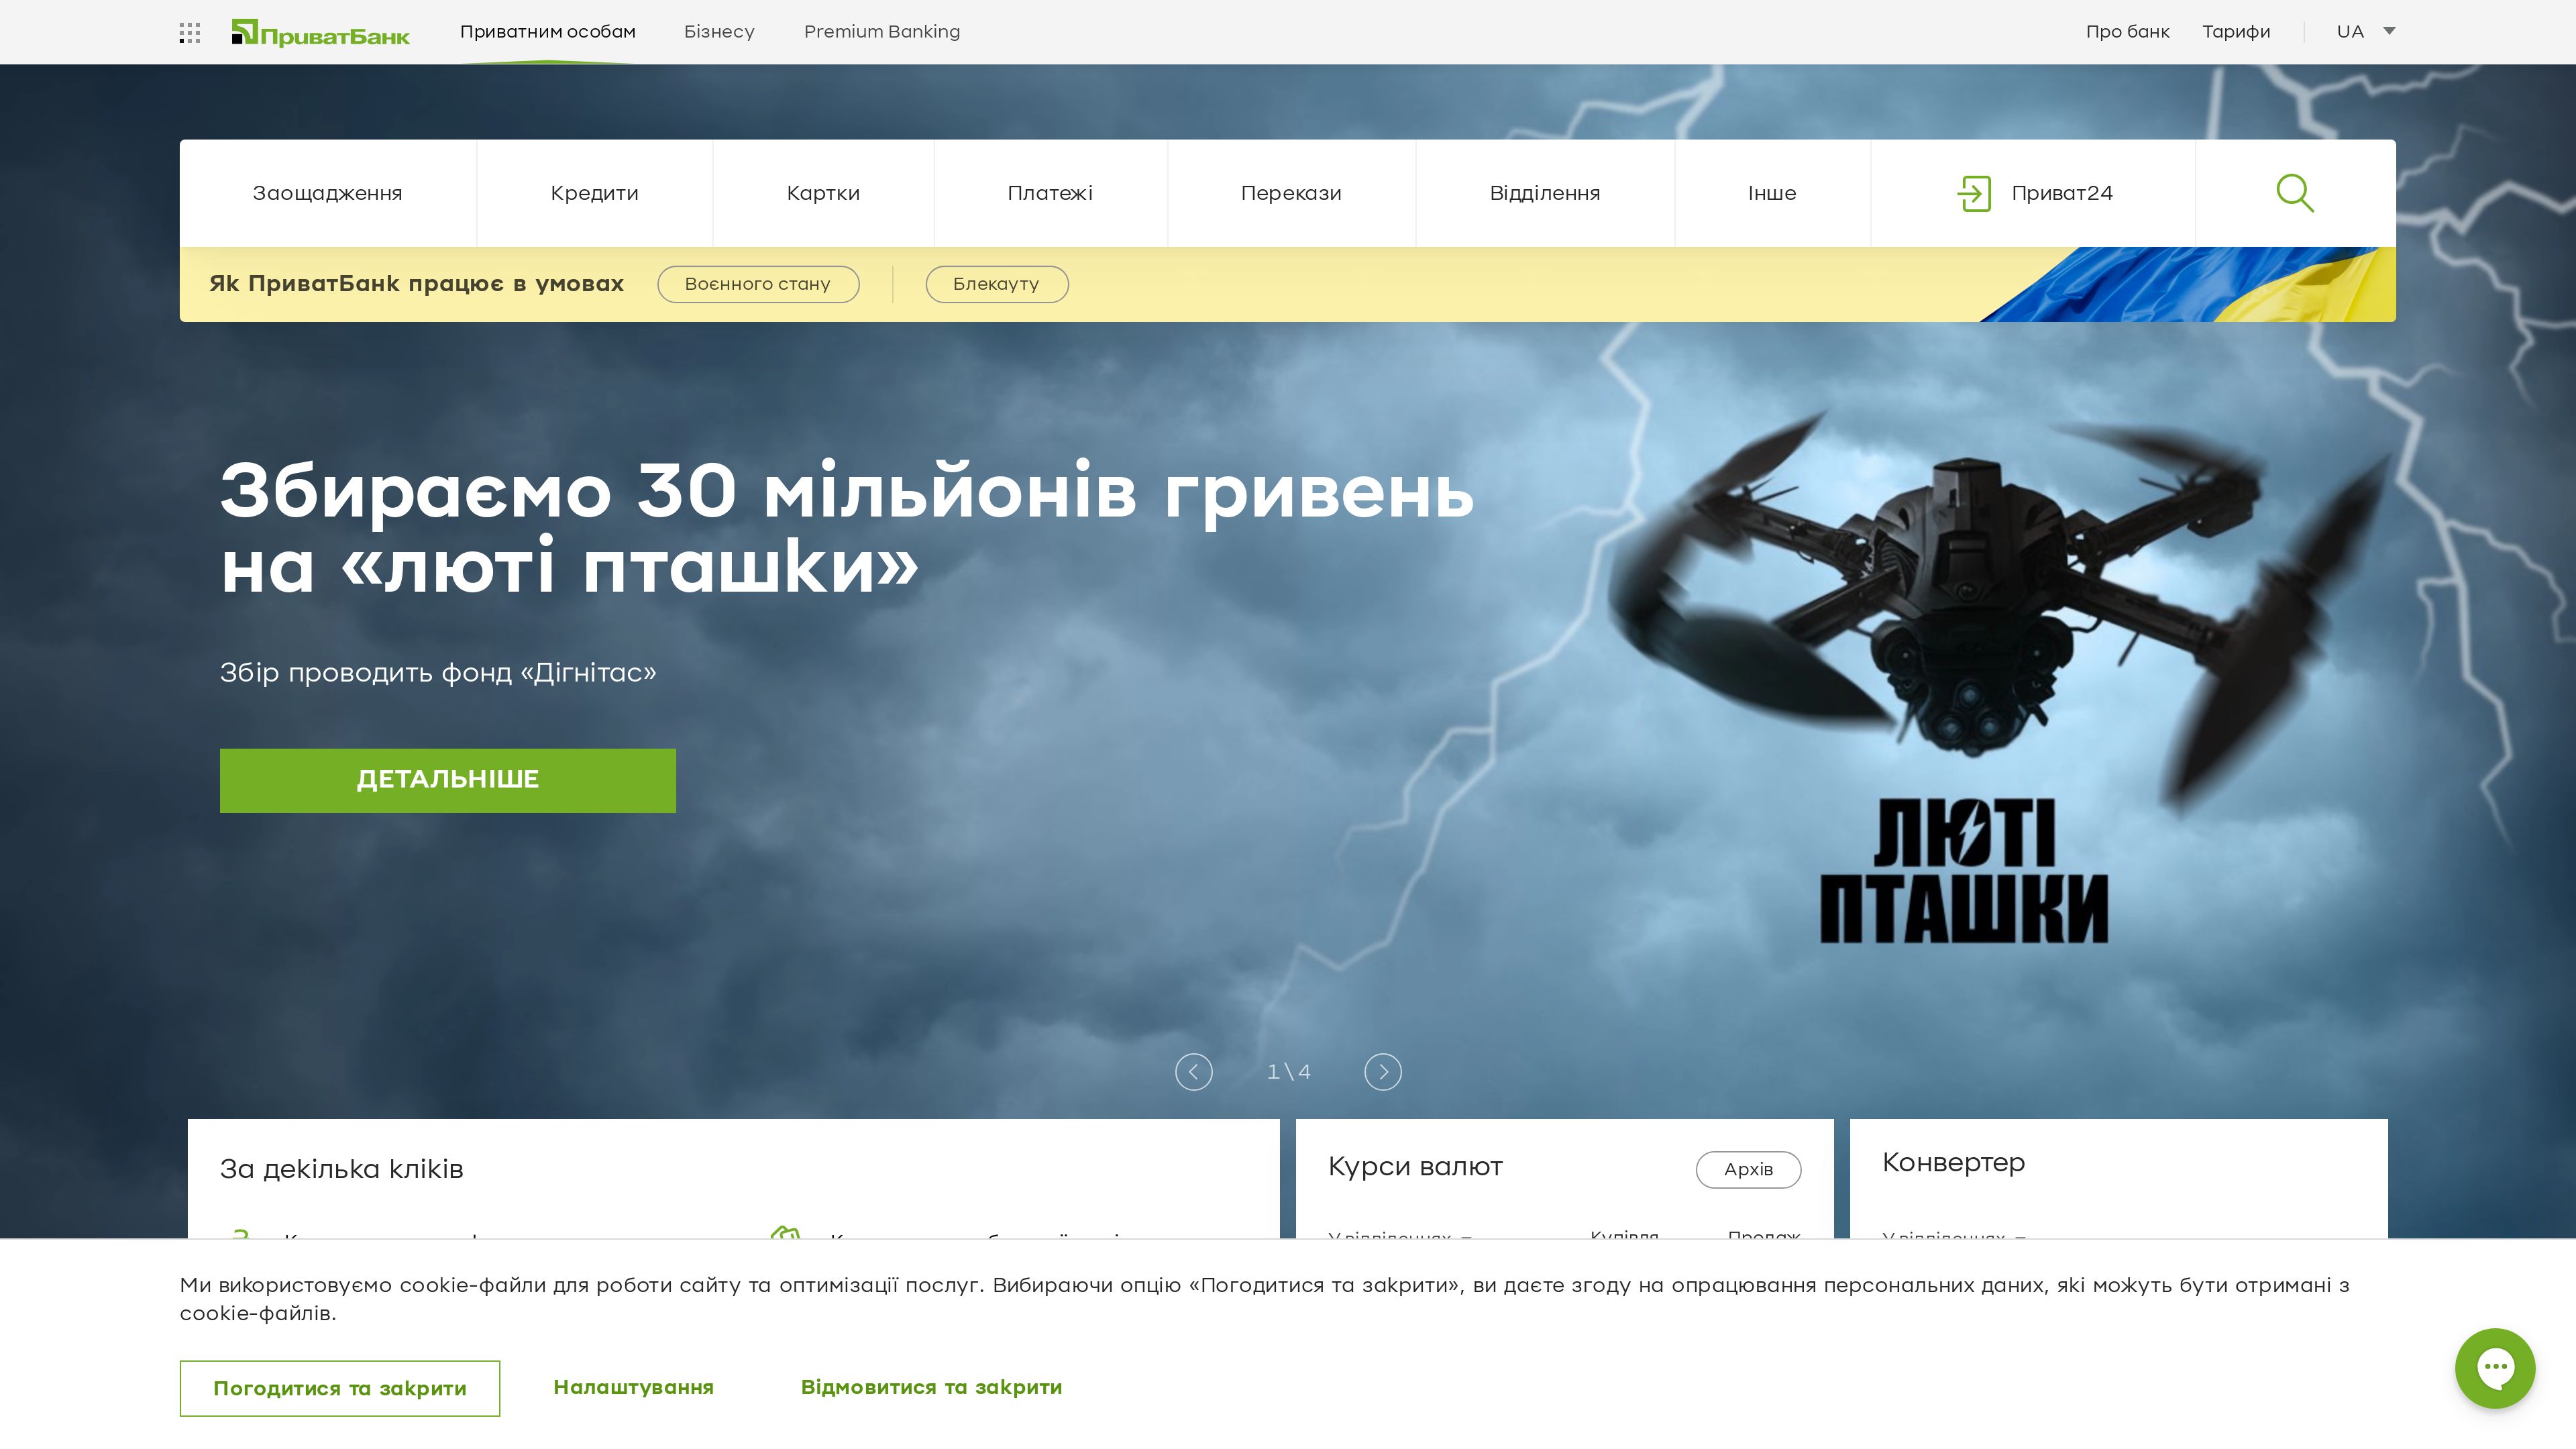 ПриватБанк
Приватним особам
Бізнесу
Premium Banking
Про банк
Тарифи
UA
Заощадження
Кредити
Картки
Платежі
Перекази
Відділення
Інше
Приват24
Як ПриватБанк працює в умовах
Воєнного стану
Блекауту
Збираємо 30 мільйонів гривень
на «люті пташки»
Збір проводить фонд «Дігнітас»
ДЕТАЛЬНІШЕ
ЛЮТІ
ПТАШКИ
1 \ 4
За декілька кліків
Курси валют
Архів
Конвертер
У відділеннях
Купівля
Продаж
У відділеннях
Ми використовуємо cookie-файли для роботи сайту та оптимізації послуг. Вибираючи опцію «Погодитися та закрити», ви даєте згоду на опрацювання персональних даних, які можуть бути отримані з
cookie-файлів.
Погодитися та закрити
Налаштування
Відмовитися та закрити